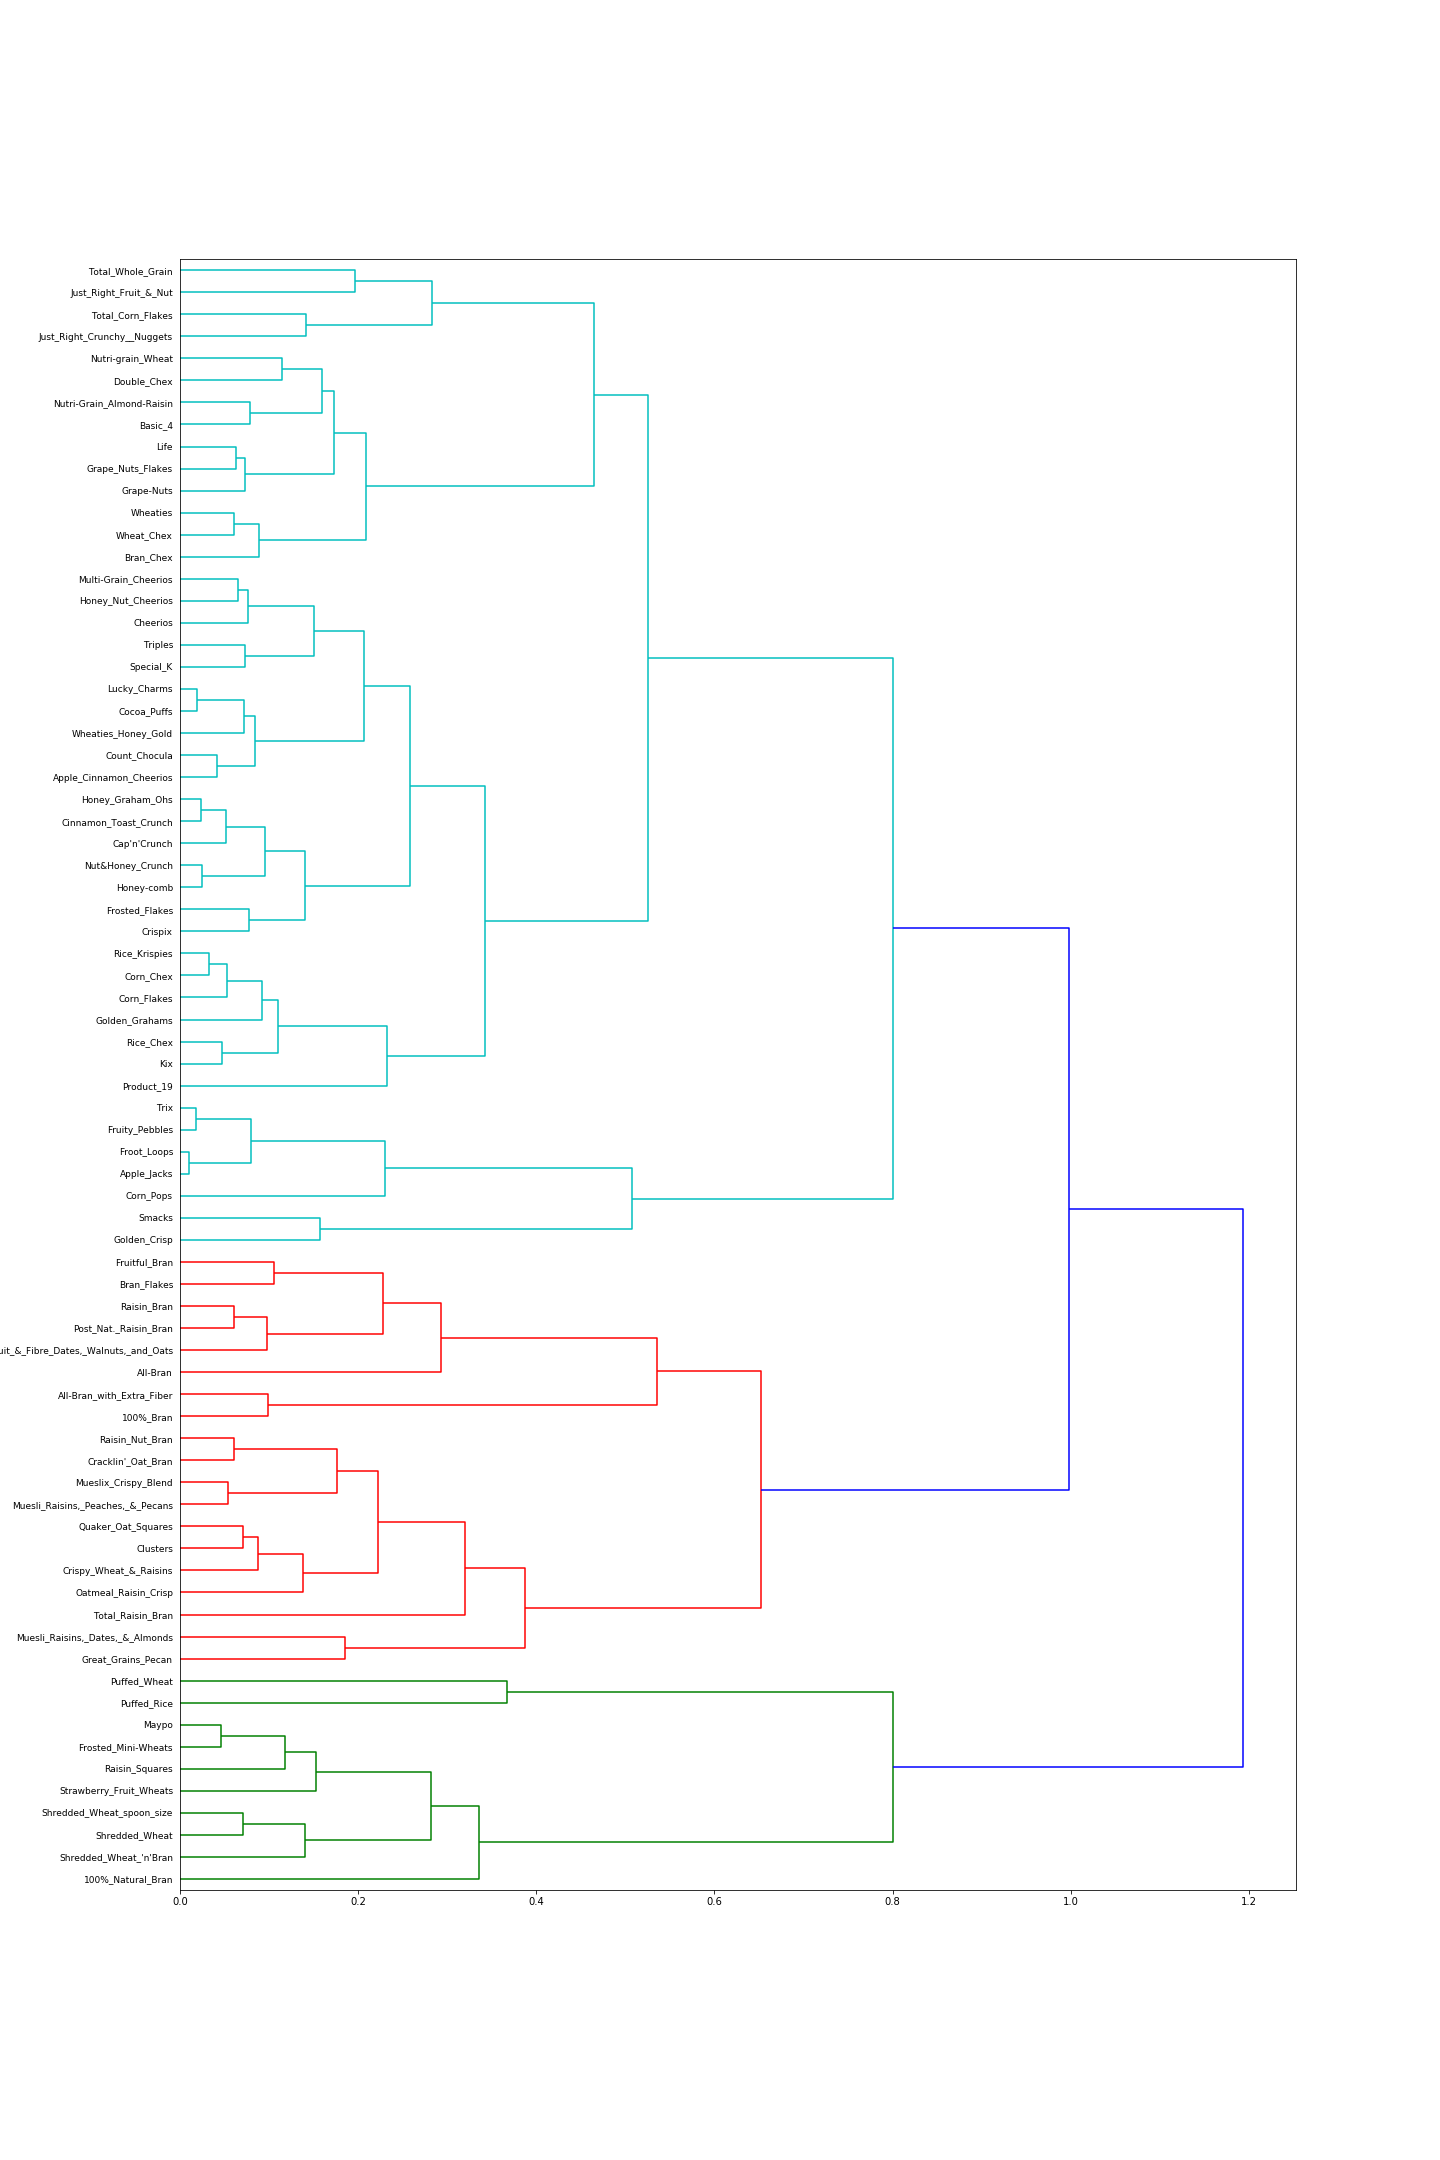 Total_Whole_Grain
Just_Right_Fruit_&_Nut
Total_Corn_Flakes
Just_Right_Crunchy__Nuggets
Nutri-grain_Wheat
Double_Chex
Nutri-Grain_Almond-Raisin
Basic_4
Life
Grape_Nuts_Flakes
Grape-Nuts
Wheaties
Wheat_Chex
Bran_Chex
Multi-Grain_Cheerios
Honey_Nut_Cheerios
Cheerios
Triples
Special_K
Lucky_Charms
Cocoa_Puffs
Wheaties_Honey_Gold
Count_Chocula
Apple_Cinnamon_Cheerios
Honey_Graham_Ohs
Cinnamon_Toast_Crunch
Cap'n'Crunch
Nut&Honey_Crunch
Honey-comb
Frosted_Flakes
Crispix
Rice_Krispies
Corn_Chex
Corn_Flakes
Golden_Grahams
Rice_Chex
Kix
Product_19
Trix
Fruity_Pebbles
Froot_Loops
Apple_Jacks
Corn_Pops
Smacks
Golden_Crisp
Fruitful_Bran
Bran_Flakes
Raisin_Bran
Post_Nat._Raisin_Bran
uit_&_Fibre_Dates,_Walnuts,_and_Oats
All-Bran
All-Bran_with_Extra_Fiber
100%_Bran
Raisin_Nut_Bran
Cracklin'_Oat_Bran
Mueslix_Crispy_Blend
Muesli_Raisins,_Peaches,_&_Pecans
Quaker_Oat_Squares
Clusters
Crispy_Wheat_&_Raisins
Oatmeal_Raisin_Crisp
Total_Raisin_Bran
Muesli_Raisins,_Dates,_&_Almonds
Great_Grains_Pecan
Puffed_Wheat
Puffed_Rice
Maypo
Frosted_Mini-Wheats
Raisin_Squares
Strawberry_Fruit_Wheats
Shredded_Wheat_spoon_size
Shredded_Wheat
Shredded_Wheat_'n'Bran
100%_Natural_Bran
0.0 0.2 0.4 0.6 0.8 1.0 1.2